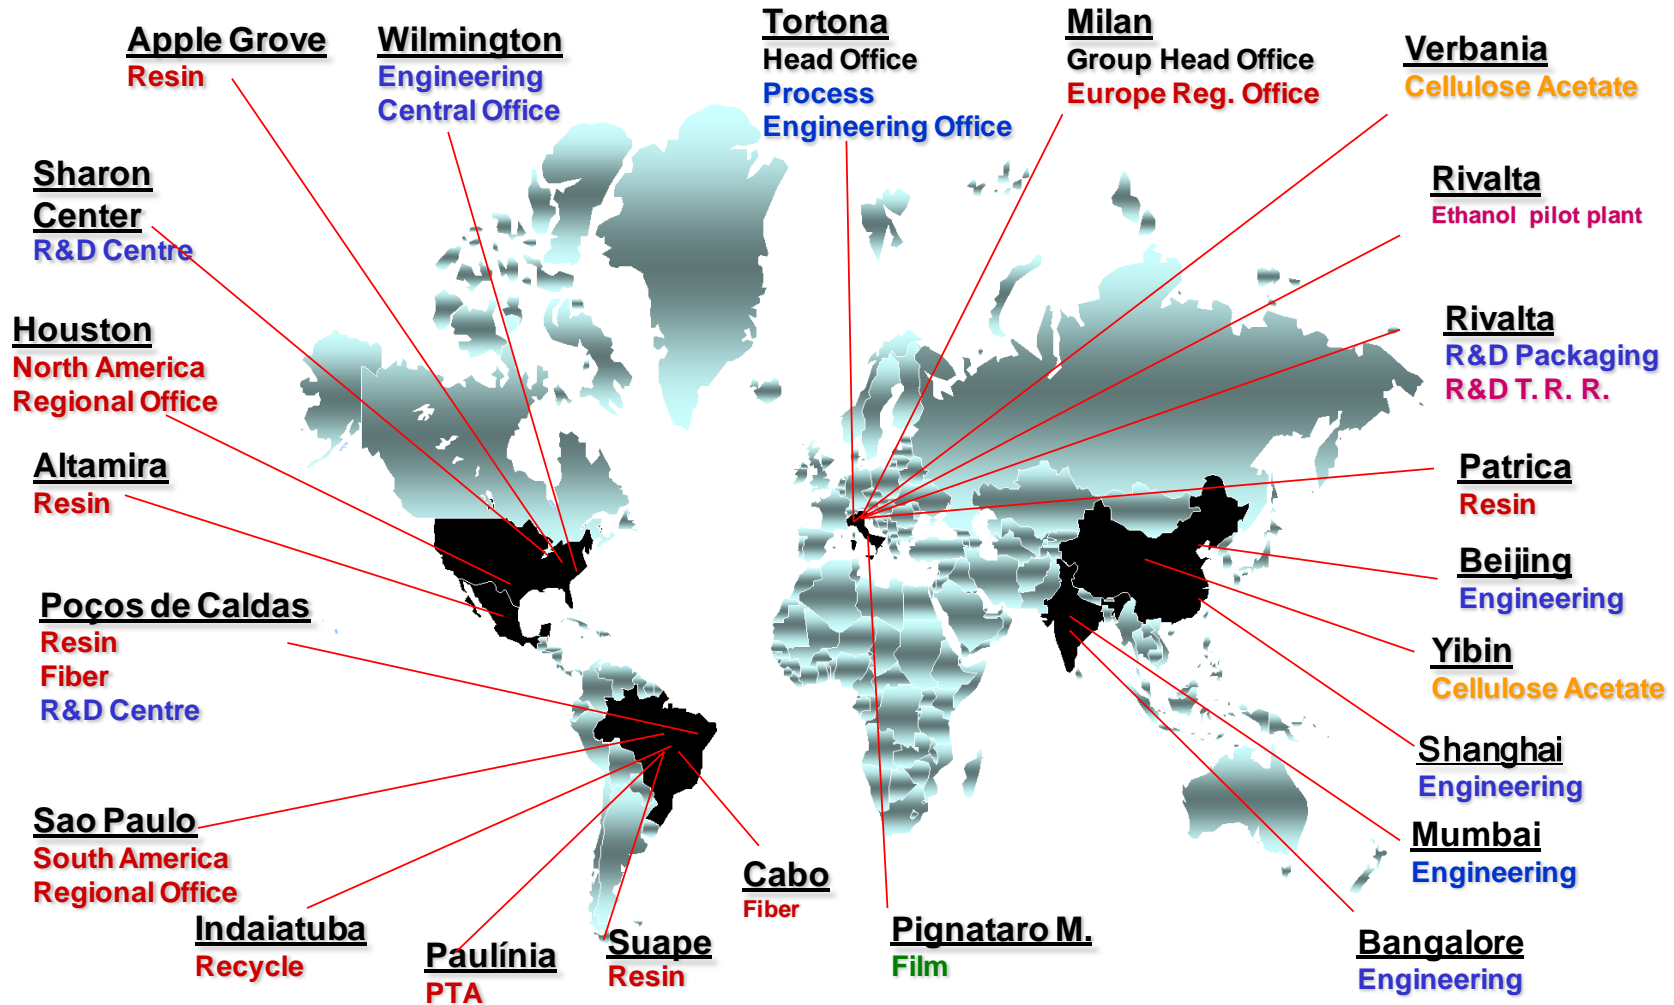 Apple Grove
Resin
Wilmington
Engineering
Central Office
Tortona
Head Office
Process
Engineering Office
Milan
Group Head Office
Europe Reg. Office
Verbania
Cellulose Acetate
Sharon
Center
R&D Centre
Rivalta
Ethanol pilot plant
Houston
North America
Regional Office
Rivalta
R&D Packaging
R&D T. R. R.
Altamira
Resin
Patrica
Resin
Beijing
Engineering
Poços de Caldas
Resin
Fiber
R&D Centre
Yibin
Cellulose Acetate
Shanghai
Engineering
Sao Paulo
South America
Regional Office
Mumbai
Engineering
Cabo
Fiber
Indaiatuba
Recycle
Paulínia
PTA
Suape
Resin
Pignataro M.
Film
Bangalore
Engineering